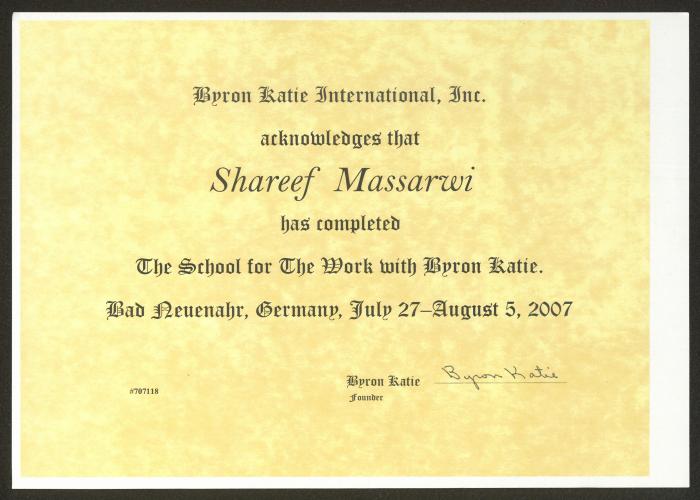 Byron Katie International, Inc.
acknowledges that
Shareef Massarwi
has completed
The School for The Work with Byron Katie.
Bad Neuenahr, Germany, July 27–August 5, 2007
Byron Katie Byron Katie
#707118
Founder